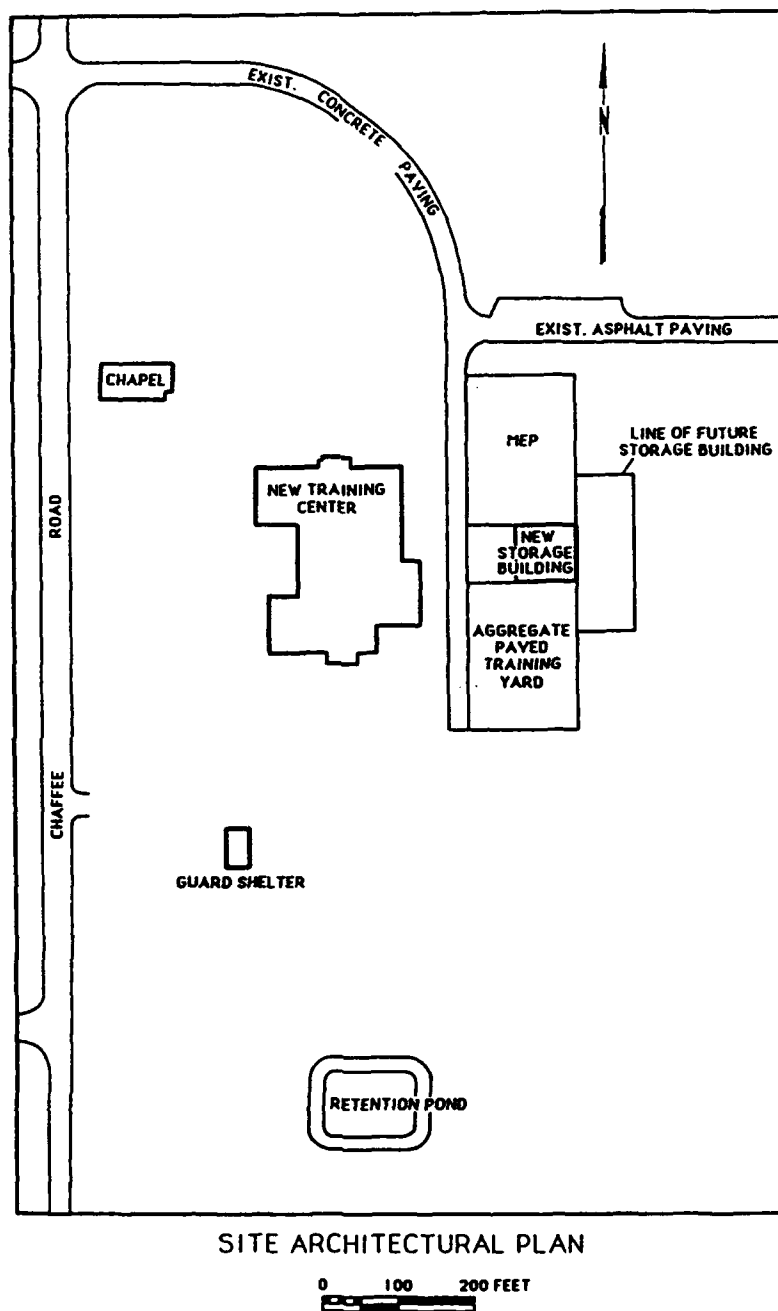 EXIST. CONCRETE PAVING
N
EXIST. ASPHALT PAVING
CHAPEL
MEP
LINE OF FUTURE
STORAGE BUILDING
NEW TRAINING
CENTER
ROAD
NEW
STORAGE
BUILDING
AGGREGATE
PAVED
TRAINING
YARD
CHAFFEE
GUARD SHELTER
RETENTION POND
SITE ARCHITECTURAL PLAN
0 100 200 FEET